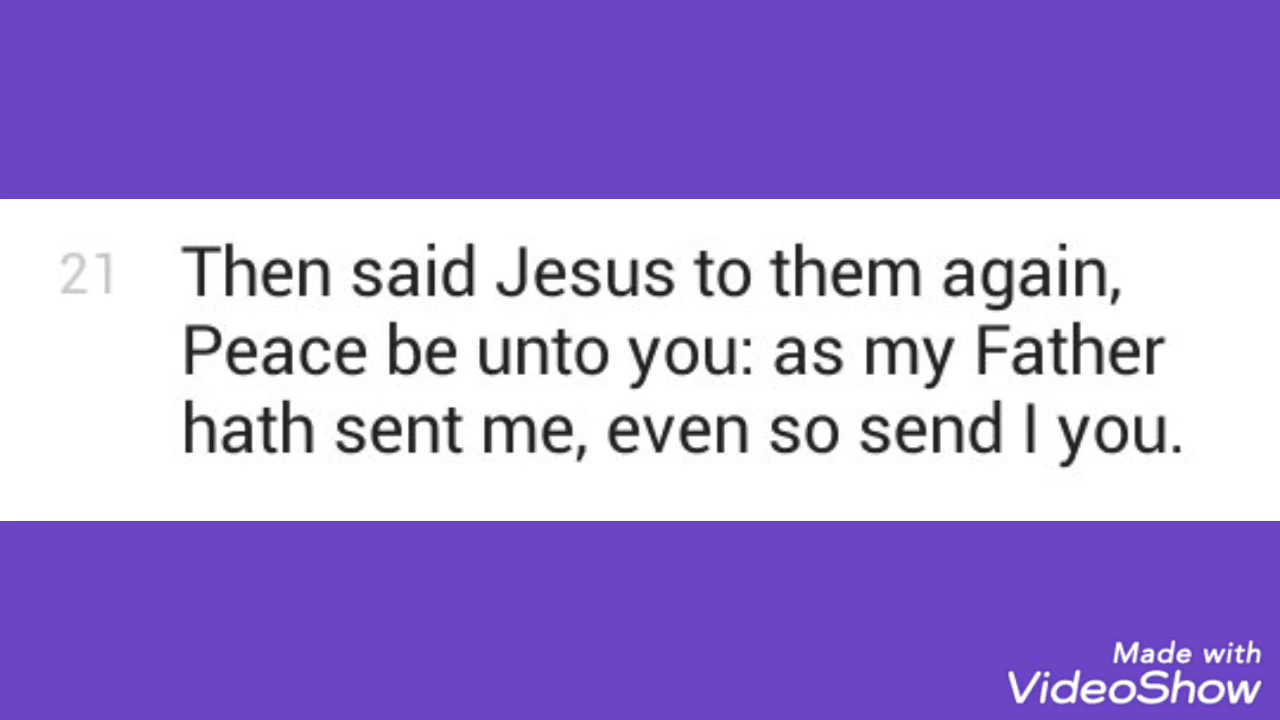 21 Then said Jesus to them again,
Peace be unto you: as my Father
hath sent me, even so send I you.
Made with
VideoShow